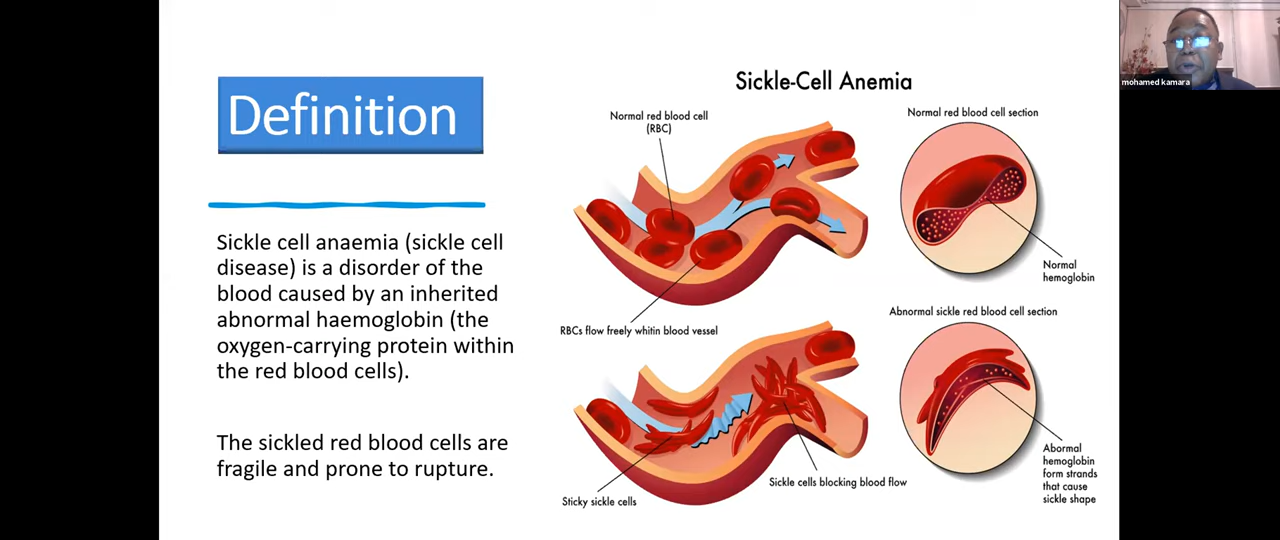 Definition
Sickle cell anaemia (sickle cell
disease) is a disorder of the
blood caused by an inherited
abnormal haemoglobin (the
oxygen-carrying protein within
the red blood cells).
The sickled red blood cells are
fragile and prone to rupture.
Sickle-Cell Anemia
Normal red blood cell
(RBC)
RBCs flow freely whitin blood vessel
Normal red blood cell section
Normal
hemoglobin
Sticky sickle cells
Sickle cells blocking blood flow
Abnormal sickle red blood cell section
Abormal
hemoglobin
form strands
that cause
sickle shape
mohamed kamara